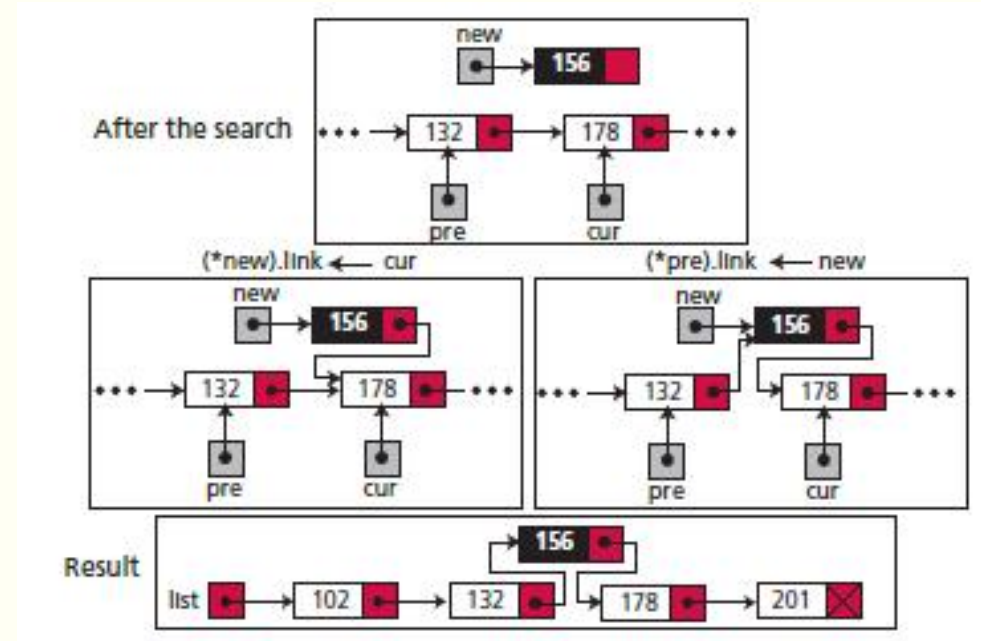 new
156
After the search
132 178
pre cur
(*new).link ← cur
new
156
132 178
pre cur
(*pre).link ← new
new
156
132 178
pre cur
156
Result
list 102 132 178 201